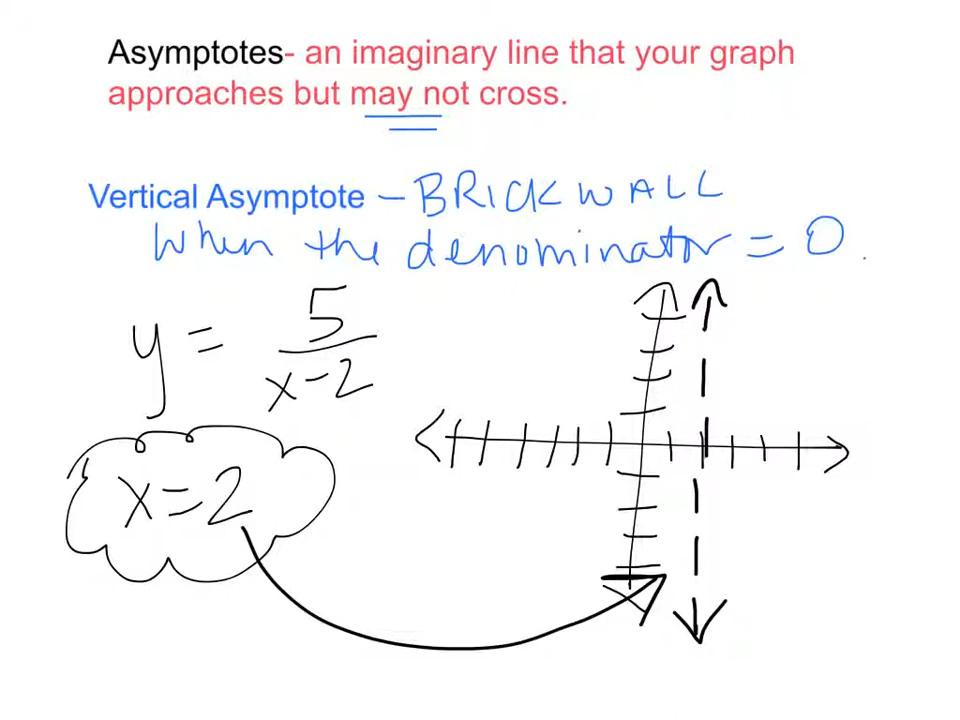 Asymptotes- an imaginary line that your graph
approaches but may not cross.
Vertical Asymptote - BRICK WALL
When the denominator = 0.
y = 5/(x-2)
x=2